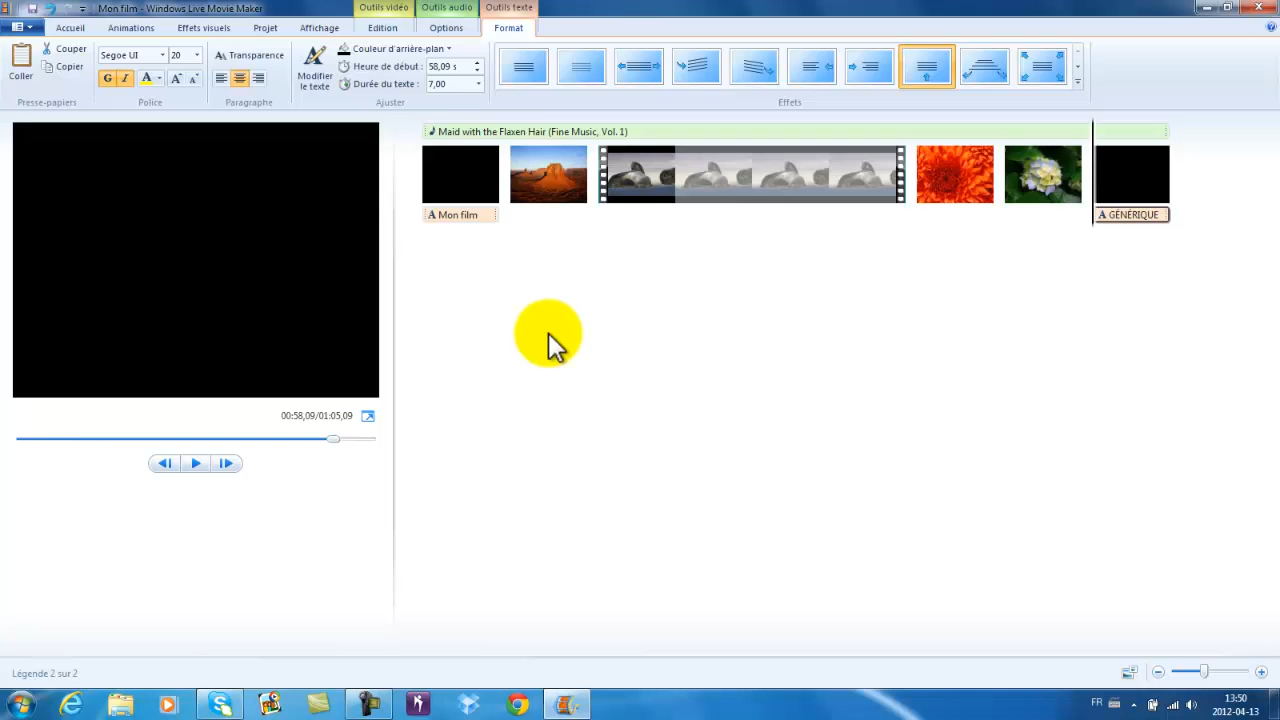 Mon film - Windows Live Movie Maker
Outils vidéo
Outils audio
Outils texte
Accueil
Animations
Effets visuels
Projet
Affichage
Edition
Options
Format
Coller
Couper
Copier
Presse-papiers
Segoe UI
20
G I A A A
Police
Transparence
Paragraphe
Modifier
le texte
Couleur d'arrière-plan
Heure de début : 58,09 s
Durée du texte : 7,00
Ajuster
Effets
Maid with the Flaxen Hair (Fine Music, Vol. 1)
A Mon film
A GÉNÉRIQUE
00:58,09/01:05,09
Légende 2 sur 2
FR
13:50
2012-04-13